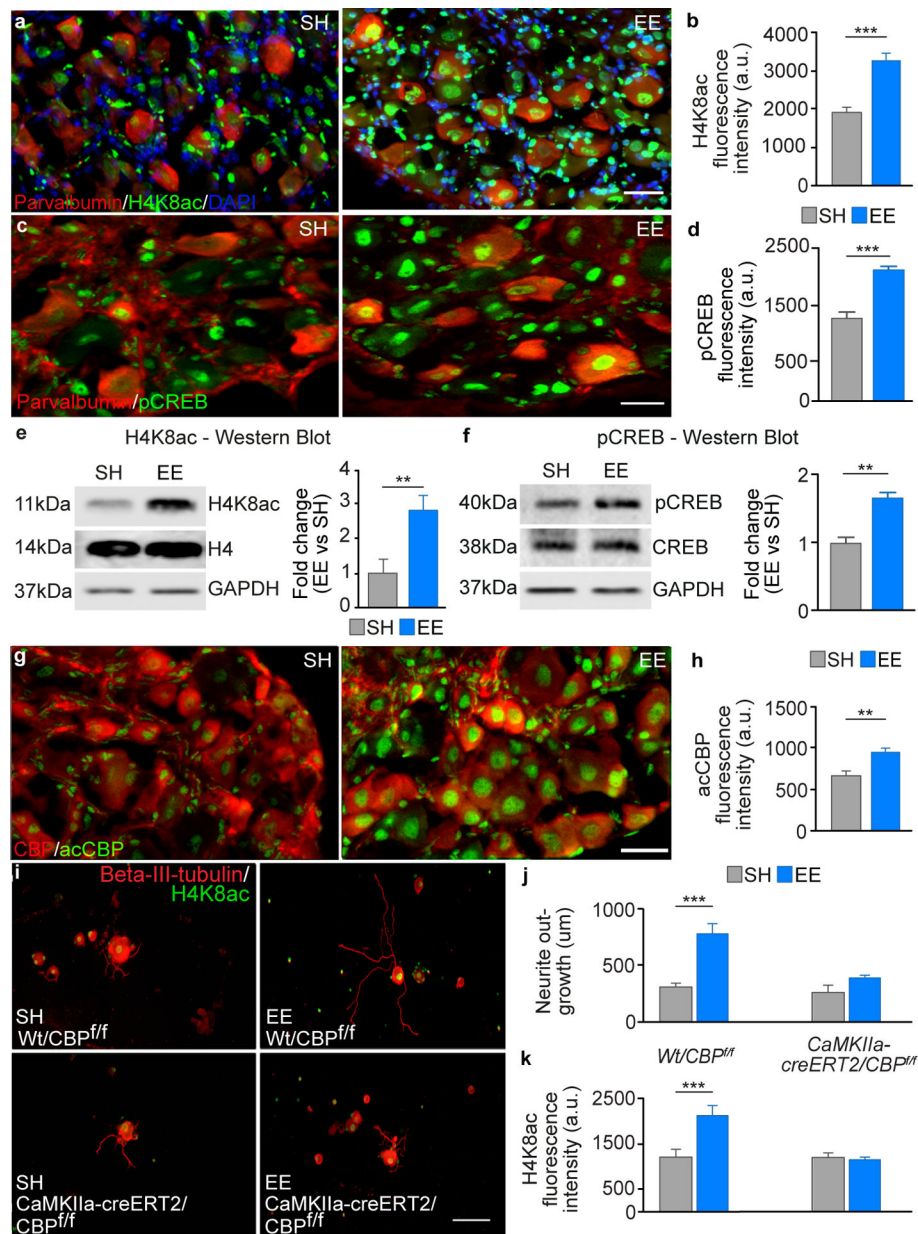 a
SH
EE
Parvalbumin/H4K8ac/DAPI
b
***
H4K8ac
fluorescence
intensity (a.u.)
4000
3000
2000
1000
0
SH EE
c
SH
EE
Parvalbumin/pCREB
d
***
pCREB
fluorescence
intensity (a.u.)
2500
1500
500
0
e
H4K8ac - Western Blot
SH EE
11kDa H4K8ac
14kDa H4
37kDa GAPDH
Fold change
(EE vs SH)
4
3
2
1
0
**
SH EE
f
pCREB - Western Blot
SH EE
40kDa pCREB
38kDa CREB
37kDa GAPDH
Fold change
(EE vs SH)
2
1
0
**
g
SH
EE
CBP/acCBP
h
SH EE
**
acCBP
fluorescence
intensity (a.u.)
1500
1000
500
0
i
Beta-III-tubulin/
H4K8ac
SH
Wt/CBPf/f
EE
Wt/CBPf/f
SH
CaMKIIa-creERT2/
CBPf/f
EE
CaMKIIa-creERT2/
CBPf/f
j
SH EE
***
Neurite out-
growth (um)
1000
500
0
Wt/CBPf/f
CaMKIIa-
creERT2/CBPf/f
k
***
H4K8ac
fluorescence
intensity (a.u.)
2500
1500
500
0